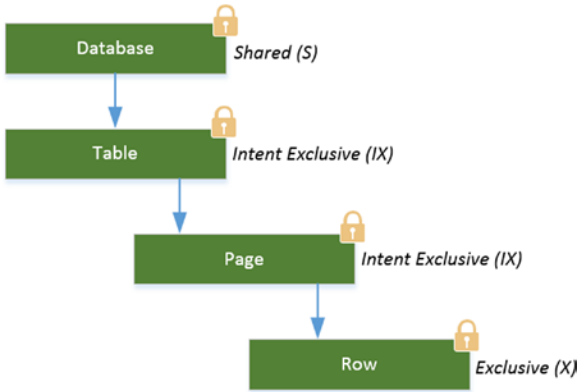 Database
Shared (S)
Table
Intent Exclusive (IX)
Page
Intent Exclusive (IX)
Row
Exclusive (X)